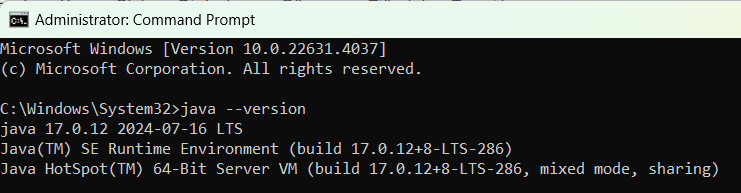 Administrator: Command Prompt
Microsoft Windows [Version 10.0.22631.4037]
(c) Microsoft Corporation. All rights reserved.
C:\Windows\System32>java --version
java 17.0.12 2024-07-16 LTS
Java(TM) SE Runtime Environment (build 17.0.12+8-LTS-286)
Java HotSpot(TM) 64-Bit Server VM (build 17.0.12+8-LTS-286, mixed mode, sharing)